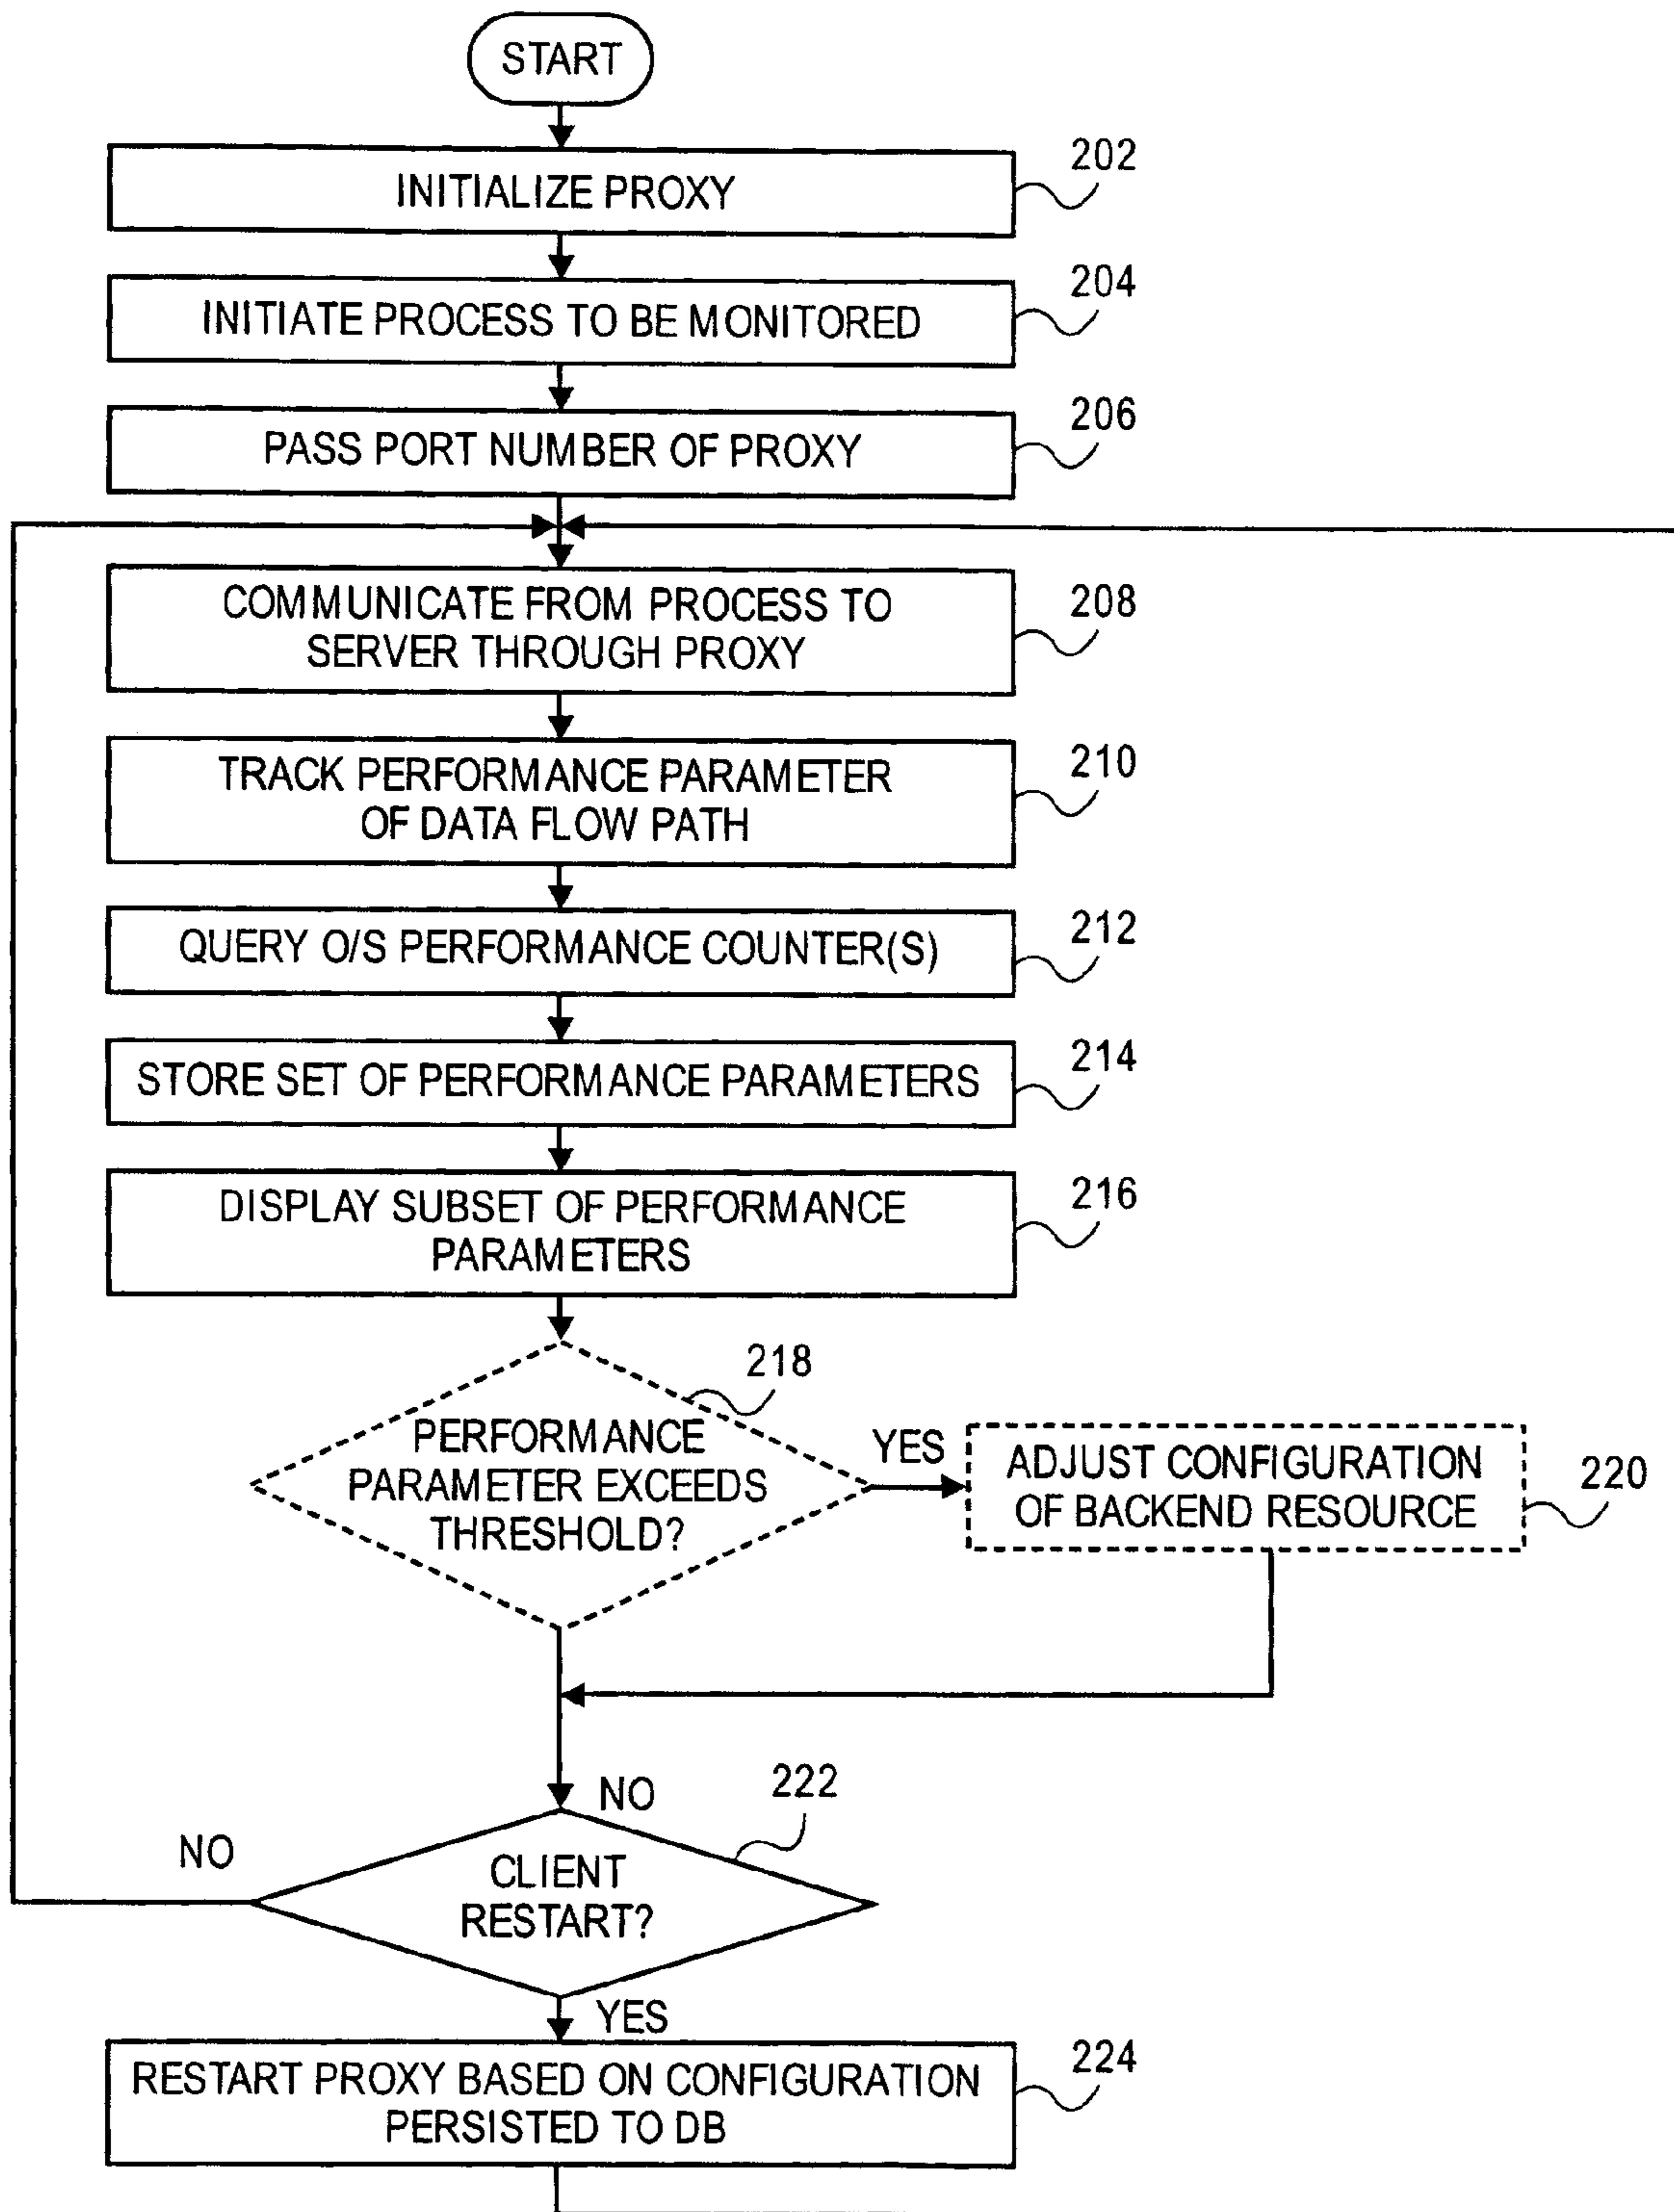 START
INITIALIZE PROXY
202
INITIATE PROCESS TO BE MONITORED
204
PASS PORT NUMBER OF PROXY
206
COMMUNICATE FROM PROCESS TO
SERVER THROUGH PROXY
208
TRACK PERFORMANCE PARAMETER
OF DATA FLOW PATH
210
QUERY O/S PERFORMANCE COUNTER(S)
212
STORE SET OF PERFORMANCE PARAMETERS
214
DISPLAY SUBSET OF PERFORMANCE
PARAMETERS
216
218
PERFORMANCE
PARAMETER EXCEEDS
THRESHOLD?
YES
ADJUST CONFIGURATION
OF BACKEND RESOURCE
220
NO
222
NO
CLIENT
RESTART?
YES
RESTART PROXY BASED ON CONFIGURATION
PERSISTED TO DB
224